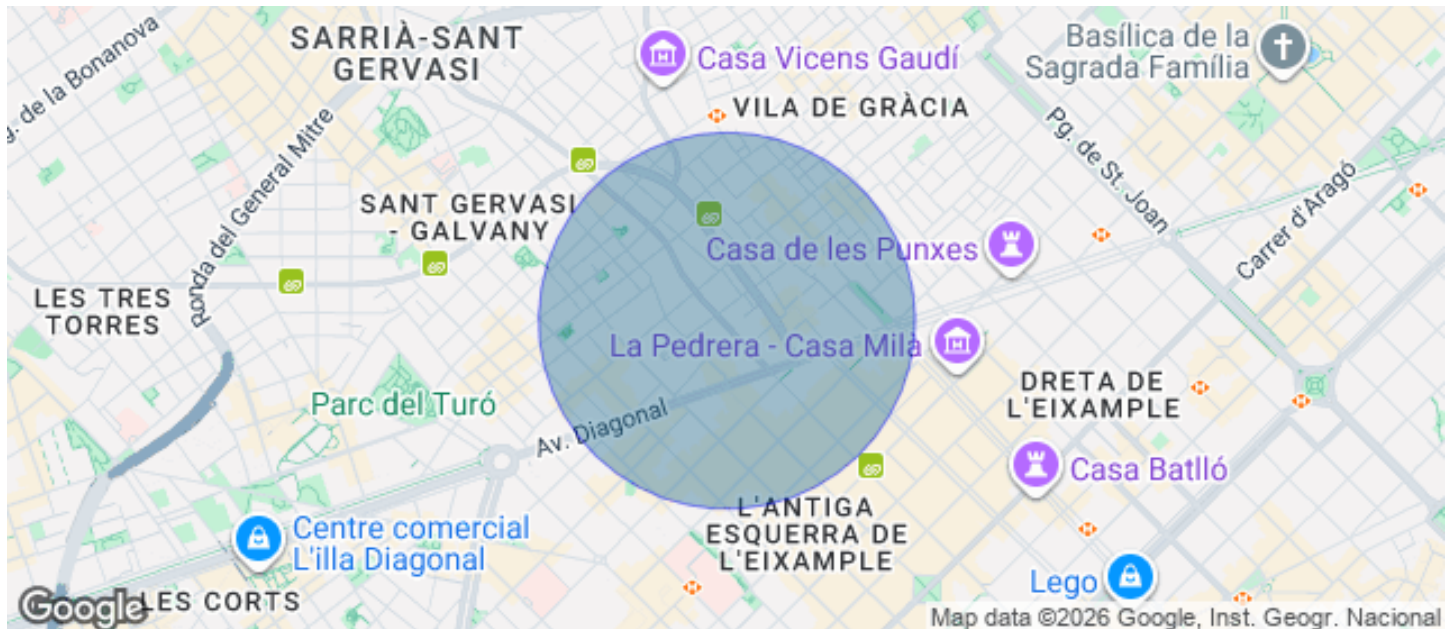 SARRIÀ-SANT
GERVASI
Casa Vicens Gaudí
Basílica de la
Sagrada Família
g. de la Bonanova
VILA DE GRÀCIA
Ronda del General Mitre
Pg. de St. Joan
Carrer d'Aragó
SANT GERVASI
- GALVANY
Casa de les Punxes
LES TRES
TORRES
La Pedrera - Casa Milà
DRETA DE
L'EIXAMPLE
Parc del Turó
Av. Diagonal
Casa Batlló
L'ANTIGA
ESQUERRA DE
L'EIXAMPLE
Centre comercial
L'illa Diagonal
Lego
LES CORTS
Google
Map data ©2026 Google, Inst. Geogr. Nacional